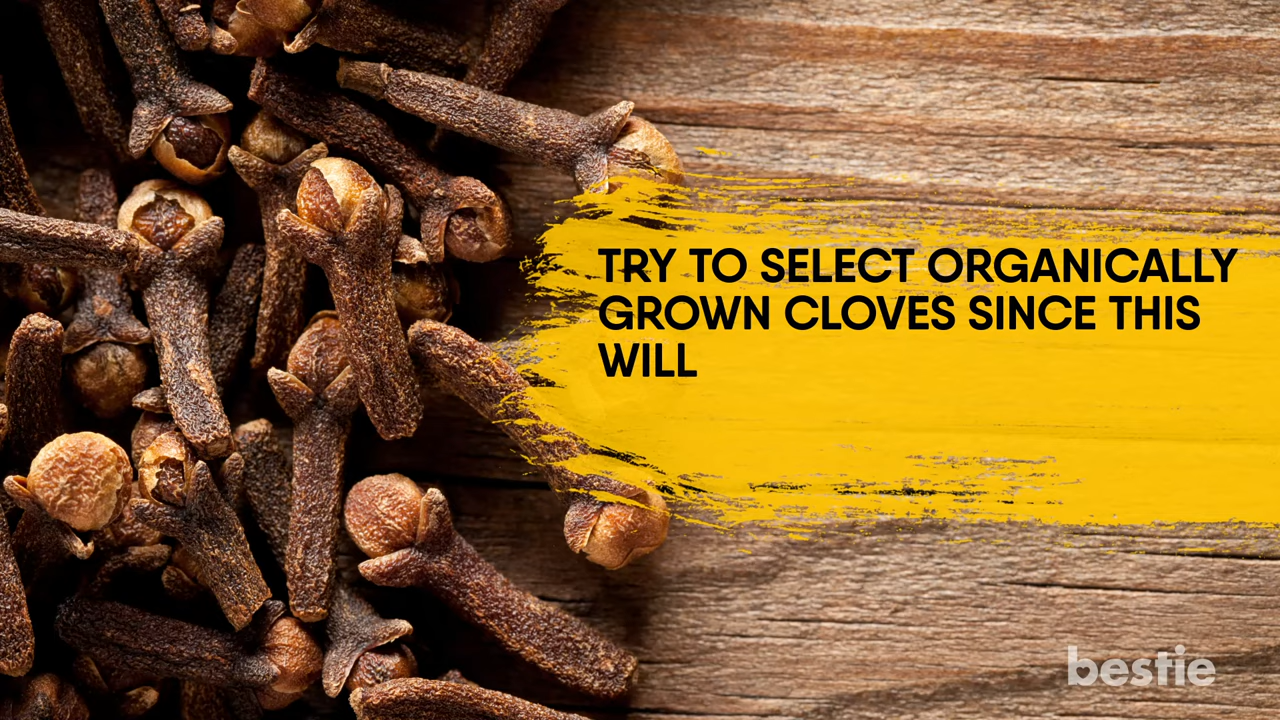 TRY TO SELECT ORGANICALLY
GROWN CLOVES SINCE THIS
WILL
bestie